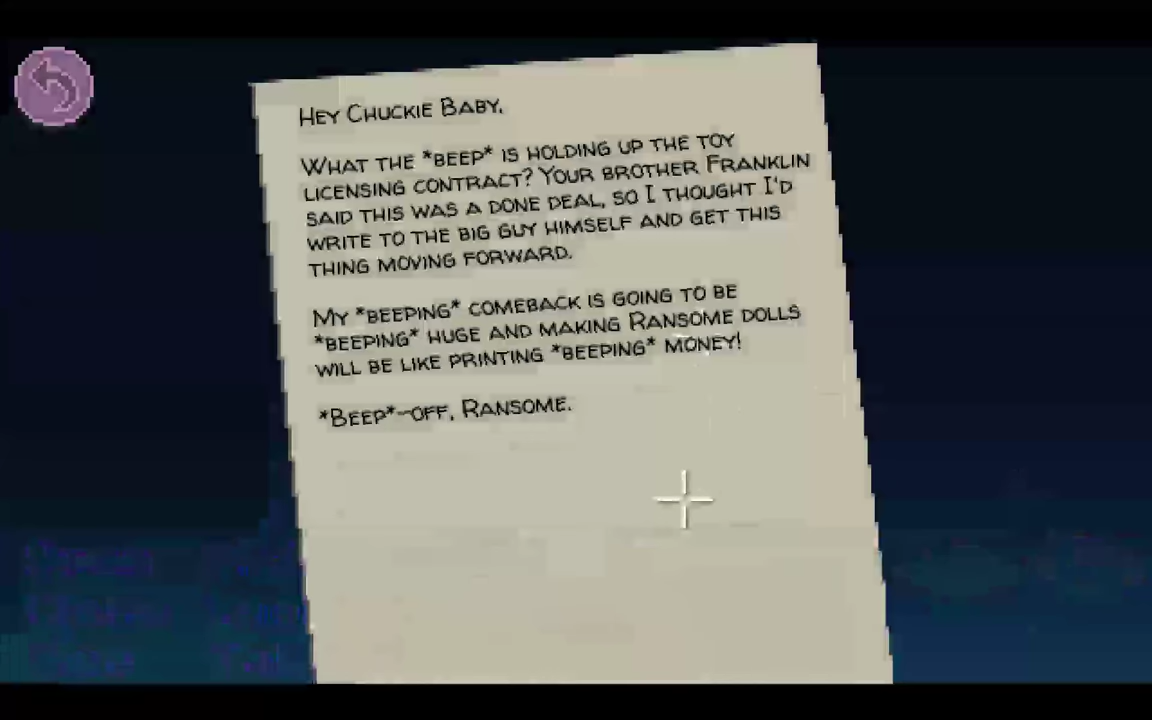 Hey Chuckie Baby,
What the *beep* is holding up the toy
licensing contract? Your brother Franklin
said this was a done deal, so I thought I'd
write to the big guy himself and get this
thing moving forward.
My *beeping* comeback is going to be
*beeping* huge and making Ransome dolls
will be like printing *beeping* money!
*Beep*-off, Ransome.